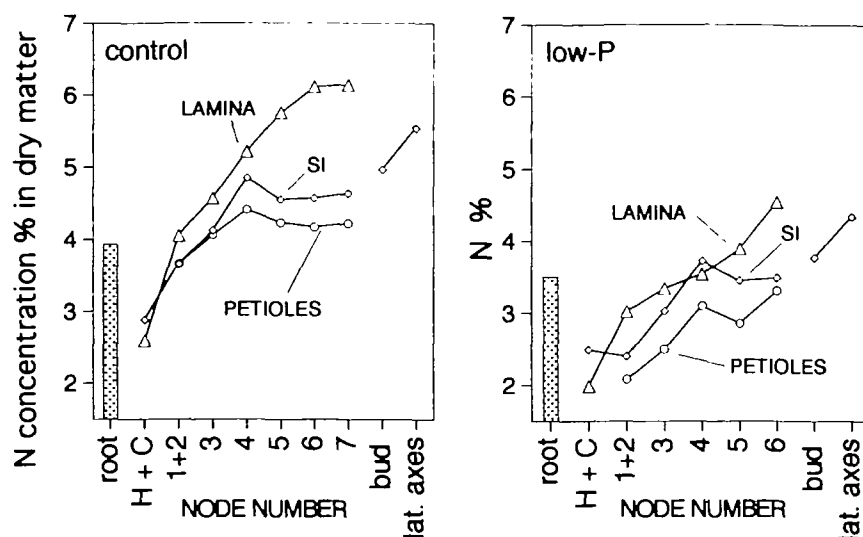 N concentration % in dry matter
7
6
5
4
3
2
control
LAMINA
SI
PETIOLES
root
H + C
1+2
3
4
5
6
7
bud
lat. axes
NODE NUMBER
N %
7
6
5
4
3
2
low-P
LAMINA
SI
PETIOLES
root
H + C
1+2
3
4
5
6
bud
lat. axes
NODE NUMBER